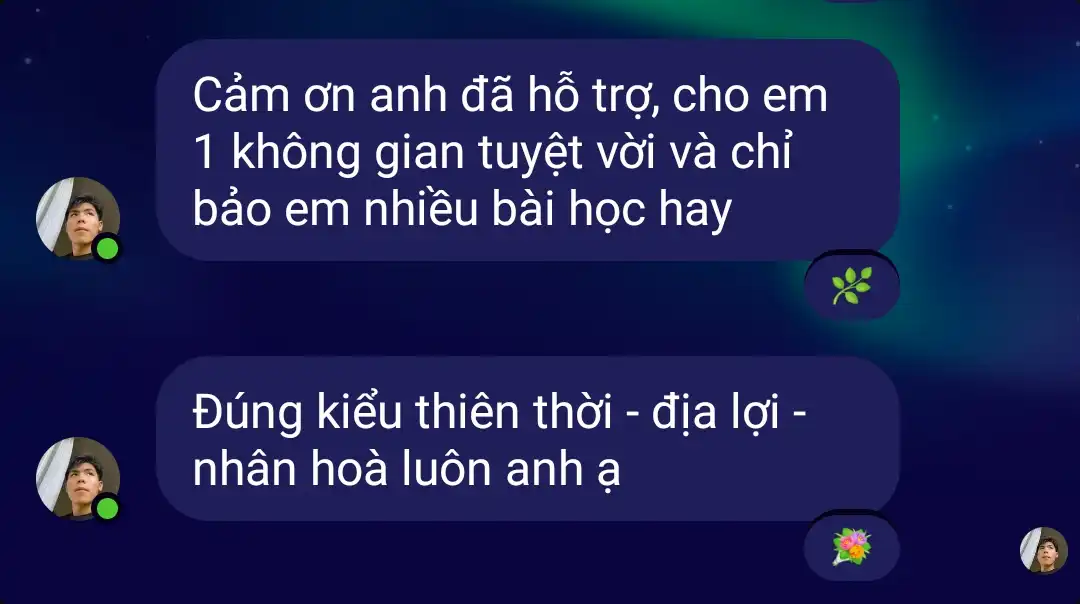 Cảm ơn anh đã hỗ trợ, cho em
1 không gian tuyệt vời và chỉ
bảo em nhiều bài học hay
Đúng kiểu thiên thời - địa lợi -
nhân hoà luôn anh ạ